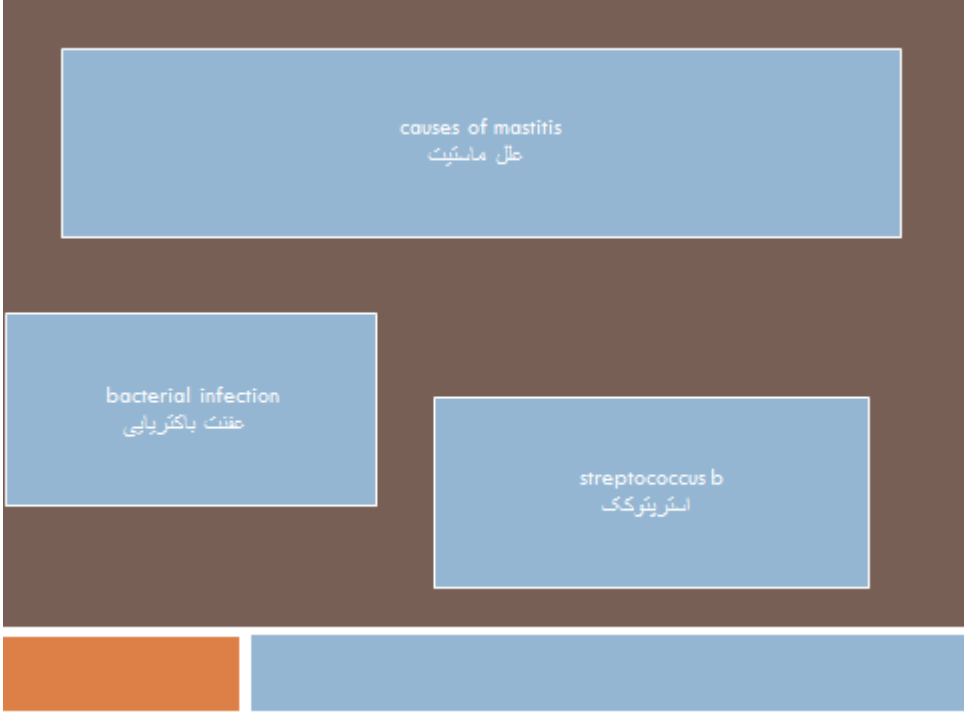 causes of mastitis
علل ماستیت
bacterial infection
عفنت باکتریایی
streptococcus b
استرپتوکک